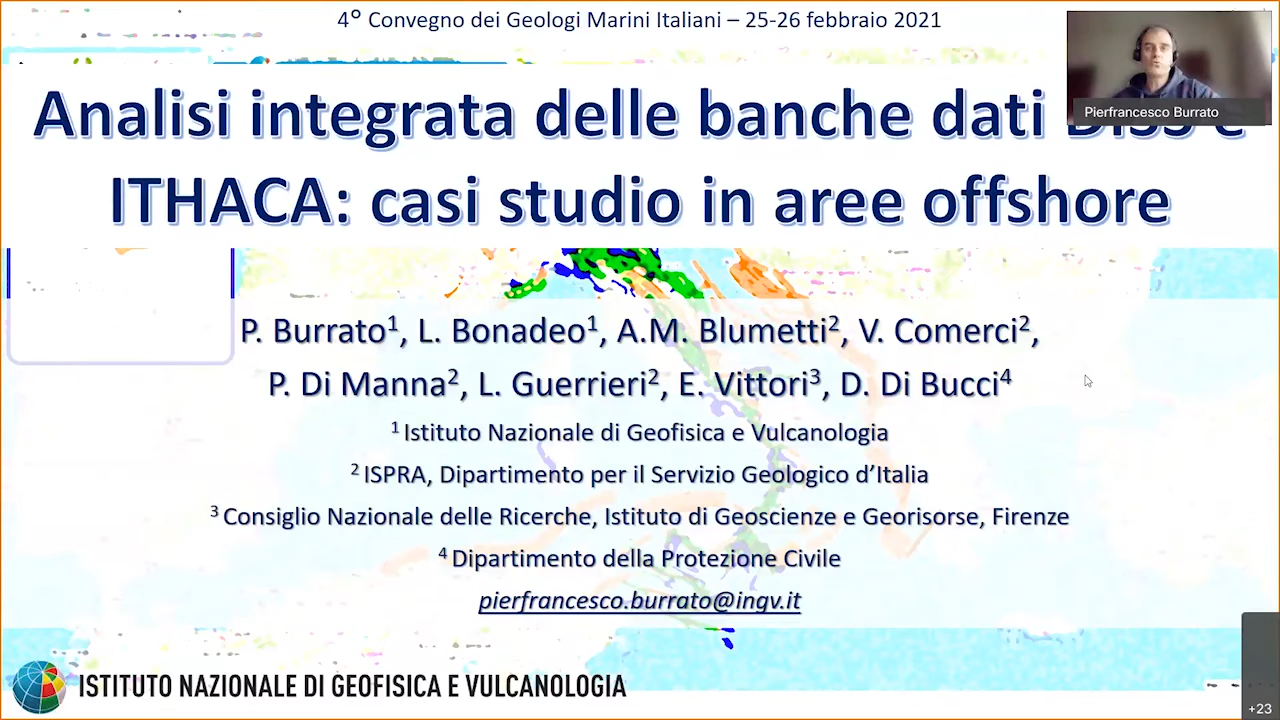 4° Convegno dei Geologi Marini Italiani – 25-26 febbraio 2021
Analisi integrata delle banche dati
ITHACA: casi studio in aree offshore
Pierfrancesco Burrato
P. Burrato¹, L. Bonadeo¹, A.M. Blumetti², V. Comerci²,
P. Di Manna², L. Guerrieri², E. Vittori³, D. Di Bucci⁴
¹ Istituto Nazionale di Geofisica e Vulcanologia
² ISPRA, Dipartimento per il Servizio Geologico d’Italia
³ Consiglio Nazionale delle Ricerche, Istituto di Geoscienze e Georisorse, Firenze
⁴ Dipartimento della Protezione Civile
pierfrancesco.burrato@ingv.it
ISTITUTO NAZIONALE DI GEOFISICA E VULCANOLOGIA
+23